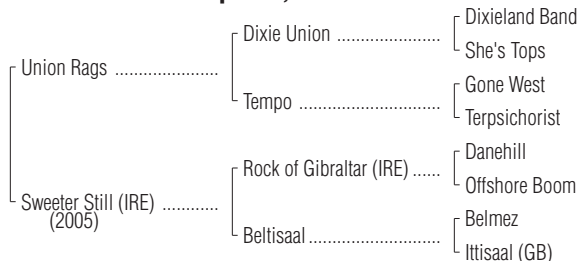 Dixieland Band
Dixie Union ....................
She's Tops
Union Rags .....................
Gone West
Tempo ............................
Terpsichorist
Danehill
Rock of Gibraltar (IRE) ......
Offshore Boom
Sweeter Still (IRE) ............
(2005)
Belmez
Beltisaal ..........................
Ittisaal (GB)